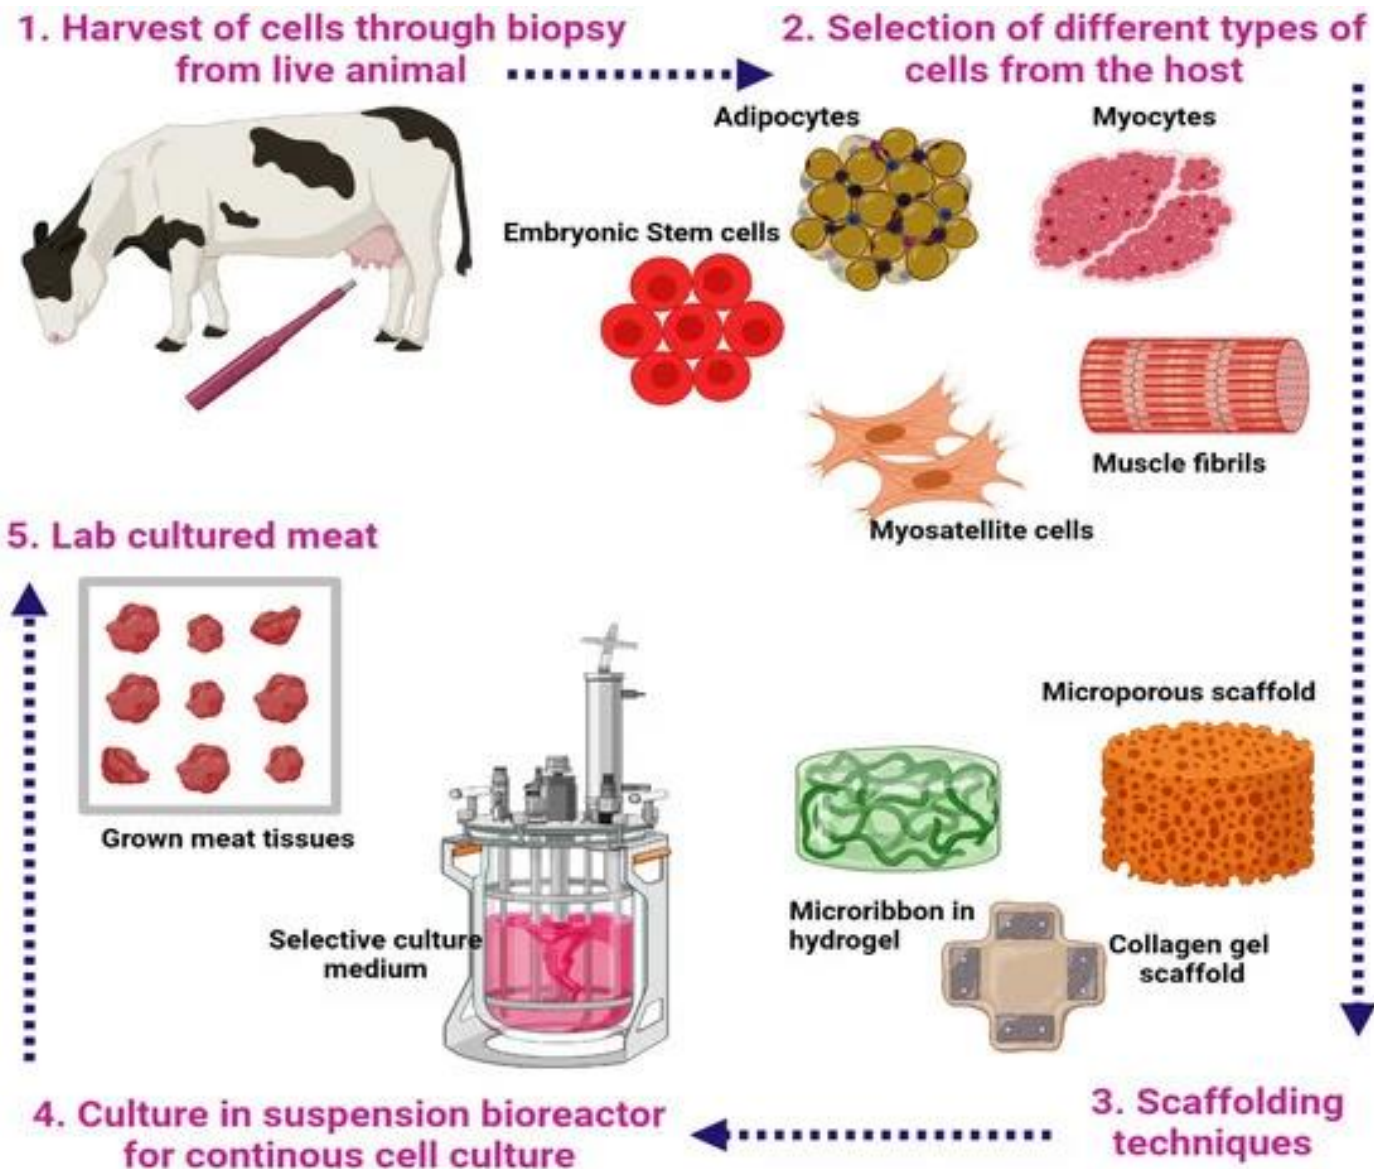 1. Harvest of cells through biopsy
from live animal
2. Selection of different types of
cells from the host
Adipocytes
Myocytes
Embryonic Stem cells
Muscle fibrils
Myosatellite cells
5. Lab cultured meat
Grown meat tissues
Microporous scaffold
Microribbon in
hydrogel
Collagen gel
scaffold
Selective culture
medium
4. Culture in suspension bioreactor
for continous cell culture
3. Scaffolding
techniques